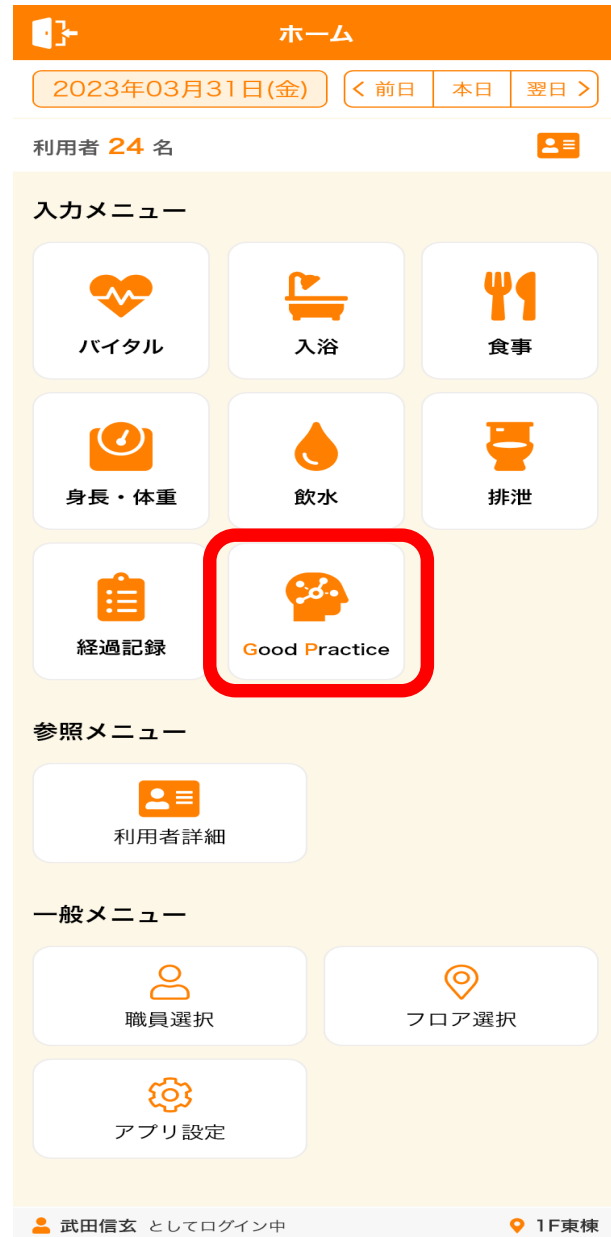 ホーム
2023年03月31日(金) 前日 本日 翌日
利用者 24 名
入力メニュー
バイタル 入浴 食事
身長・体重 飲水 排泄
経過記録 Good Practice
参照メニュー
利用者詳細
一般メニュー
職員選択 フロア選択
アプリ設定
武田信玄 としてログイン中 1F東棟